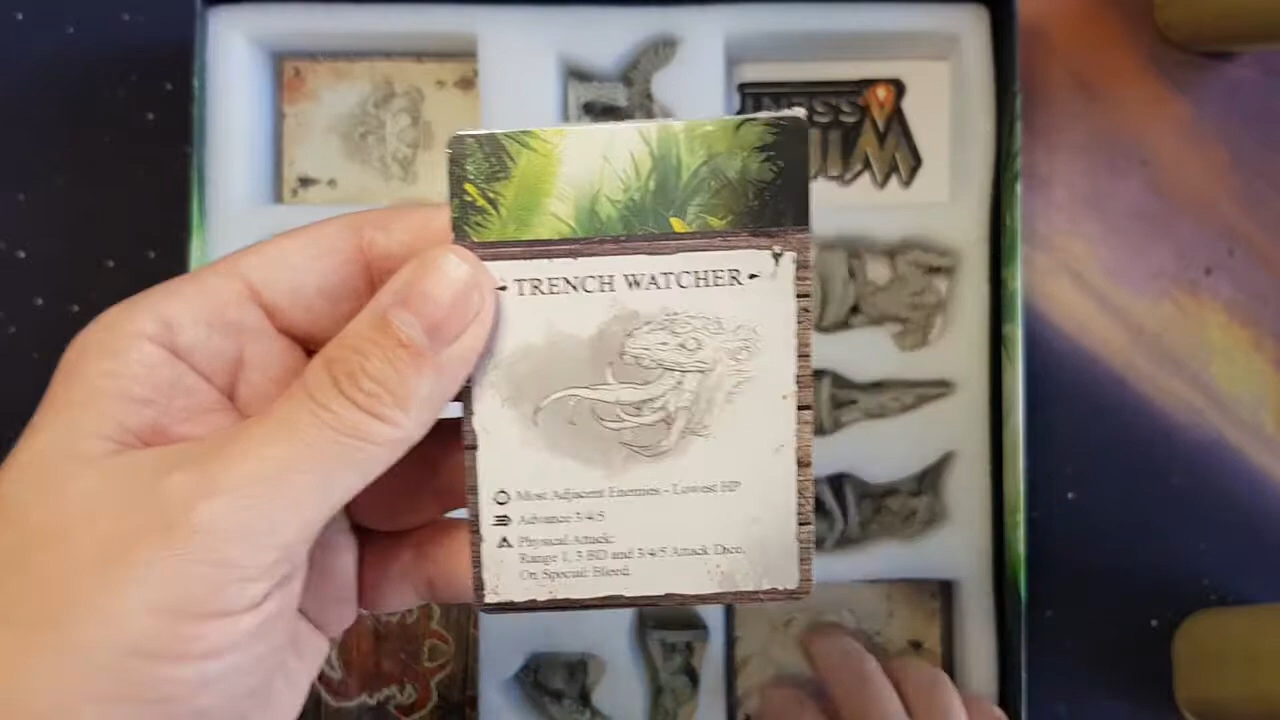 TRENCH WATCHER
Most Adjacent Enemies - Lowest HP
Advance 3/4/5
Physical Attack:
Range 1, 3 BD and 3/4/5 Attack Dice.
On Special: Bleed.